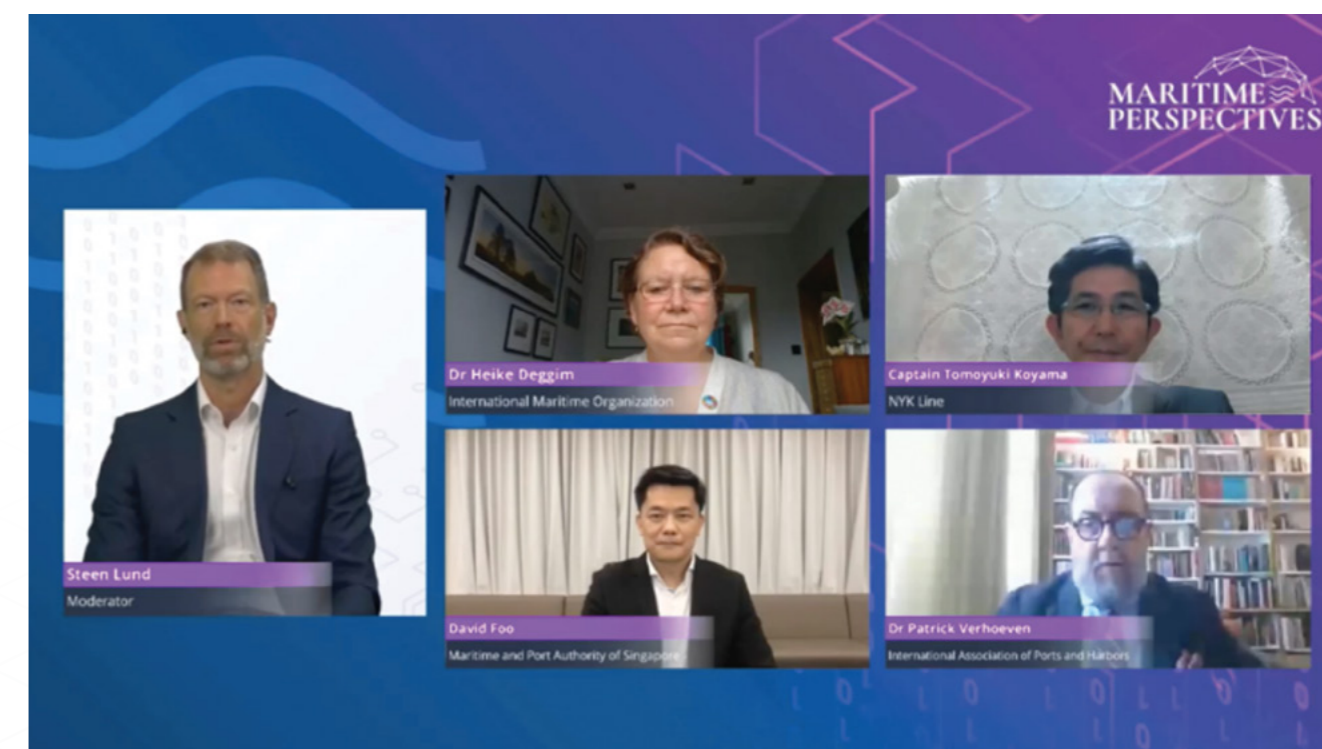 MARITIME
PERSPECTIVES
Steen Lund
Moderator
Dr Heike Deggim
International Maritime Organization
Captain Tomoyuki Koyama
NYK Line
David Foo
Maritime and Port Authority of Singapore
Dr Patrick Verhoeven
International Association of Ports and Harbors